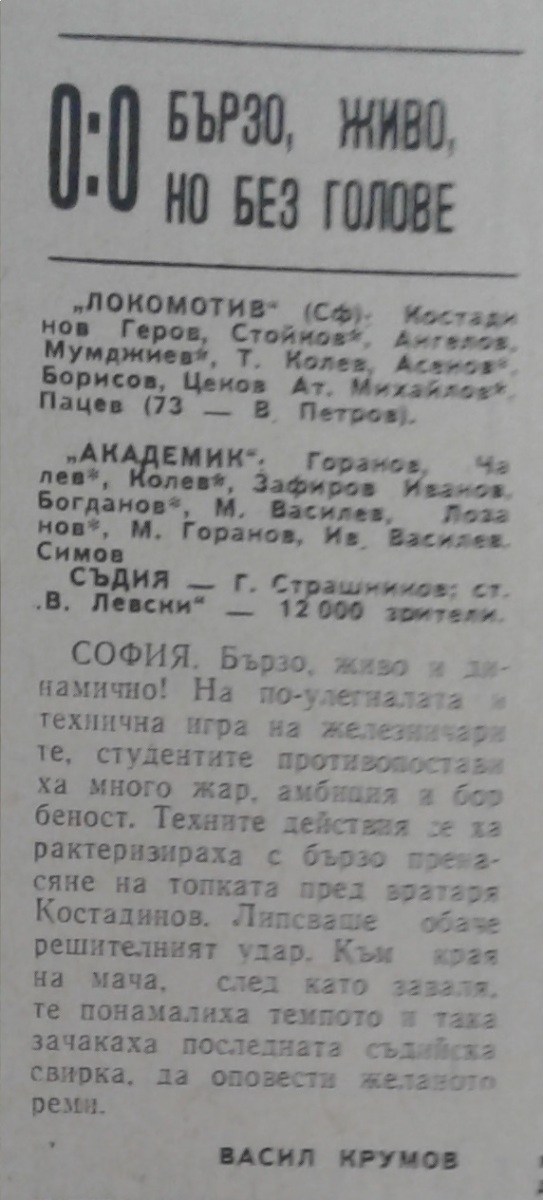 0:0 БЪРЗО, ЖИВО,
НО БЕЗ ГОЛОВЕ
„ЛОКОМОТИВ“ (Сф): Костади
нов Геров, Стойков*, Ангелов,
Мумджиев*, Т. Колев, Асенов*,
Борисов, Цеков Ат. Михайлов*,
Пацев (73 — В. Петров).
„АКАДЕМИК“: Горанов, Ча
лев*, Колев*, Зафиров Иванов,
Богданов*, М. Василев, Лоза
нов*, М. Горанов, Ив. Василев,
Симов
СЪДИЯ — Г. Страшников; ст.
„В. Левски“ — 12 000 зрители.
СОФИЯ. Бързо, живо и ди-
намично! На по-улегналата и
технична игра на железничари
те, студентите противопостави
ха много жар, амбиция и бор
беност. Техните действия се ха
рактеризираха с бързо прена-
сяне на топката пред вратаря
Костадинов. Липсваше обаче
решителният удар. Към края
на мача, след като заваля,
те понамалиха темпото и така
зачакаха последната съдийска
свирка, да оповести желаното
реми.
ВАСИЛ КРУМОВ